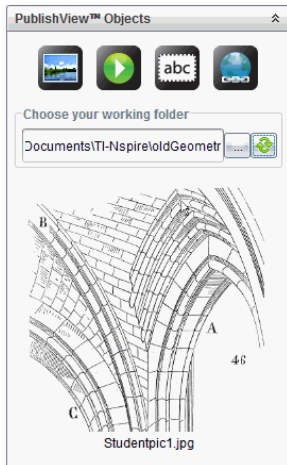 PublishView™ Objects
abc
Choose your working folder
Documents\TI-Nspire\oldGeometr
...
B
A
46
C
Studentpic1.jpg